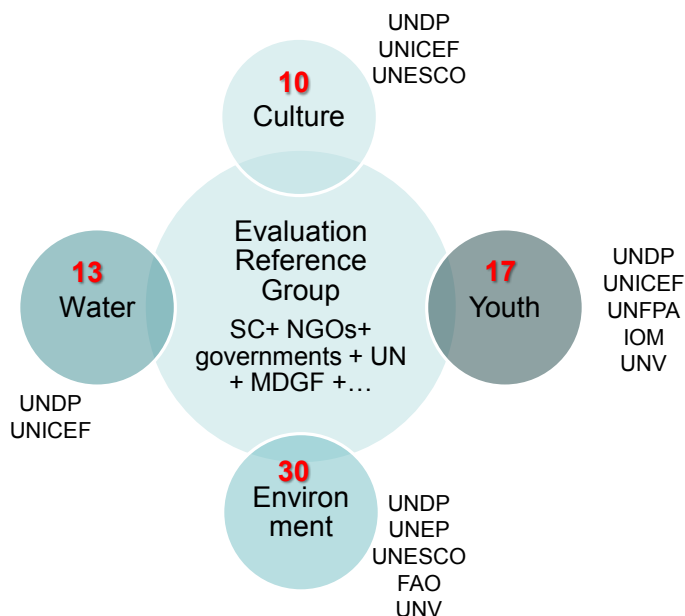 UNDP
UNICEF
UNESCO
10
Culture
Evaluation
Reference
Group
SC+ NGOs+
governments + UN
+ MDGF +...
13
Water
UNDP
UNICEF
17
Youth
UNDP
UNICEF
UNFPA
IOM
UNV
30
Environ
ment
UNDP
UNEP
UNESCO
FAO
UNV